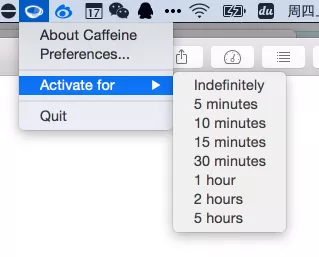 17
du
周四
About Caffeine
Preferences...
Activate for
Quit
Indefinitely
5 minutes
10 minutes
15 minutes
30 minutes
1 hour
2 hours
5 hours